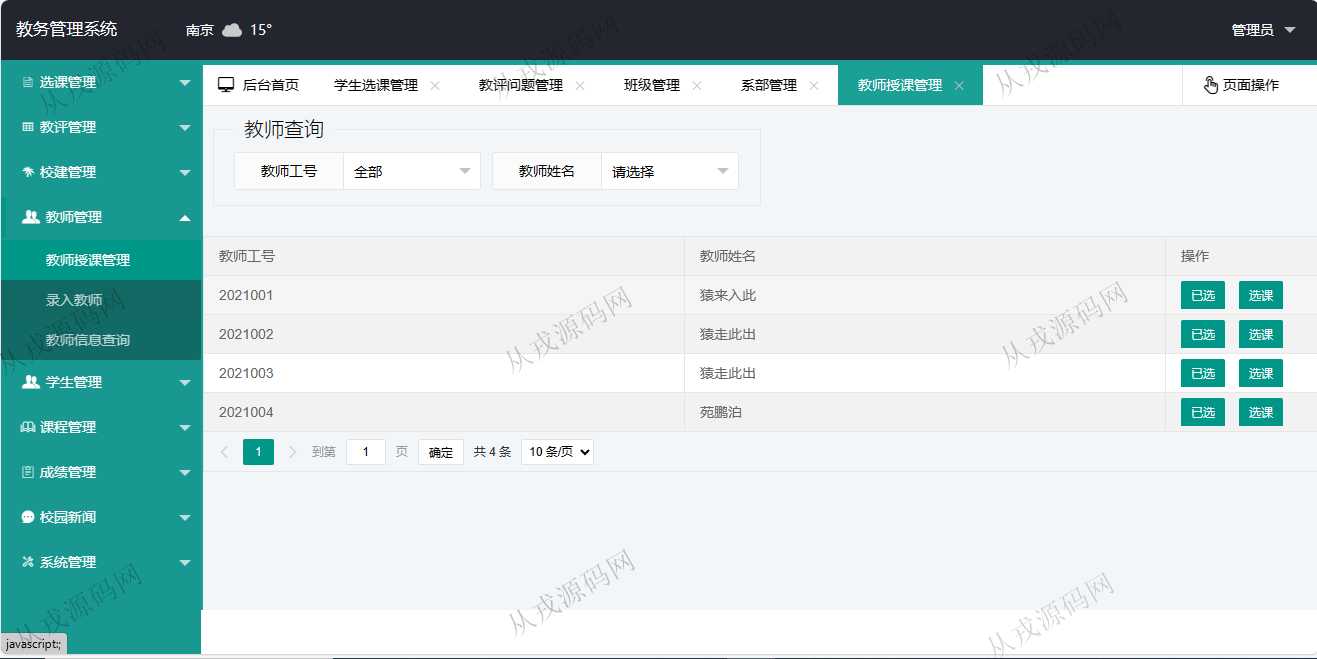 教务管理系统 南京 15° 管理员
选课管理
教评管理
校建管理
教师管理
教师授课管理
录入教师
教师信息查询
学生管理
课程管理
成绩管理
校园新闻
系统管理
javascript:;
后台首页 学生选课管理 教评问题管理 班级管理 系部管理 教师授课管理 页面操作
教师查询
教师工号 全部 教师姓名 请选择
教师工号 教师姓名 操作
2021001 猿来入此 已选 选课
2021002 猿走此出 已选 选课
2021003 猿走此出 已选 选课
2021004 苑鹏泊 已选 选课
1 到第 1 页 确定 共 4 条 10 条/页
从戎源码网
从戎源码网
从戎源码网
从戎源码网
从戎源码网
从戎源码网
从戎源码网
从戎源码网
从戎源码网